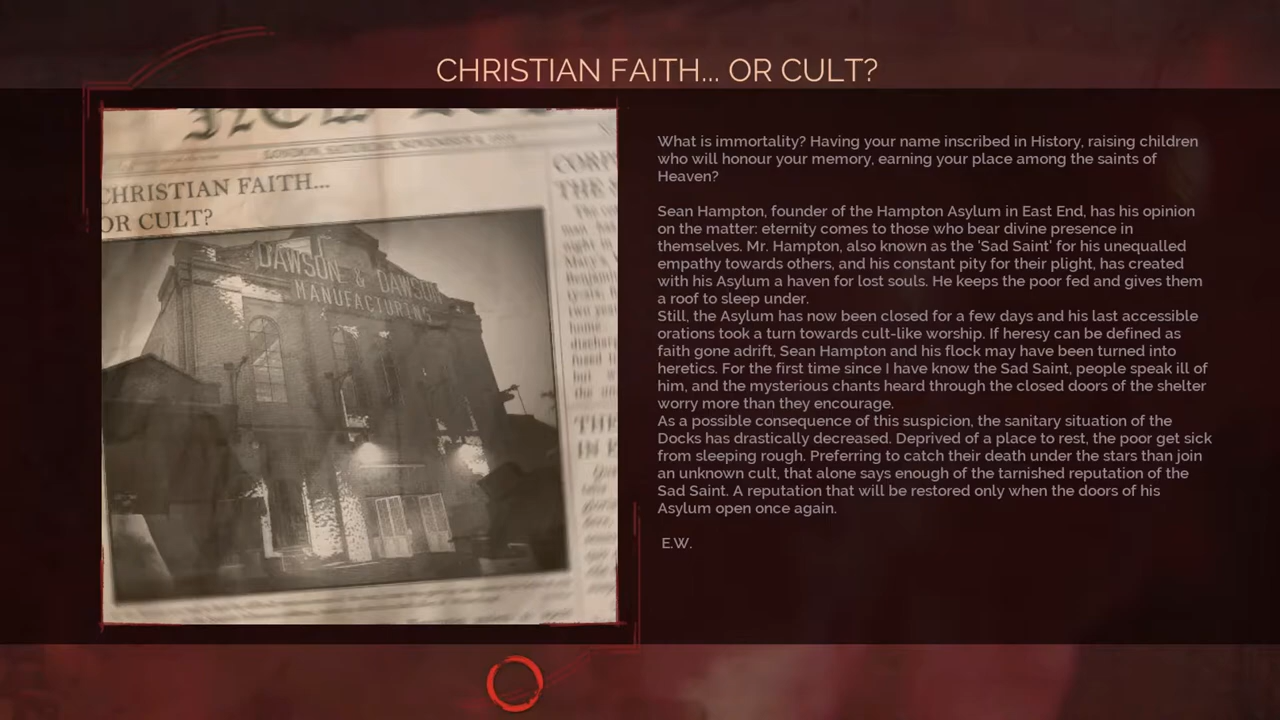 CHRISTIAN FAITH... OR CULT?
CHRISTIAN FAITH...
OR CULT?
DAWSON & DAWSON
MANUFACTURING
What is immortality? Having your name inscribed in History, raising children
who will honour your memory, earning your place among the saints of
Heaven?
Sean Hampton, founder of the Hampton Asylum in East End, has his opinion
on the matter: eternity comes to those who bear divine presence in
themselves. Mr. Hampton, also known as the 'Sad Saint' for his unequalled
empathy towards others, and his constant pity for their plight, has created
with his Asylum a haven for lost souls. He keeps the poor fed and gives them
a roof to sleep under.
Still, the Asylum has now been closed for a few days and his last accessible
orations took a turn towards cult-like worship. If heresy can be defined as
faith gone adrift, Sean Hampton and his flock may have been turned into
heretics. For the first time since I have know the Sad Saint, people speak ill of
him, and the mysterious chants heard through the closed doors of the shelter
worry more than they encourage.
As a possible consequence of this suspicion, the sanitary situation of the
Docks has drastically decreased. Deprived of a place to rest, the poor get sick
from sleeping rough. Preferring to catch their death under the stars than join
an unknown cult, that alone says enough of the tarnished reputation of the
Sad Saint. A reputation that will be restored only when the doors of his
Asylum open once again.
E.W.